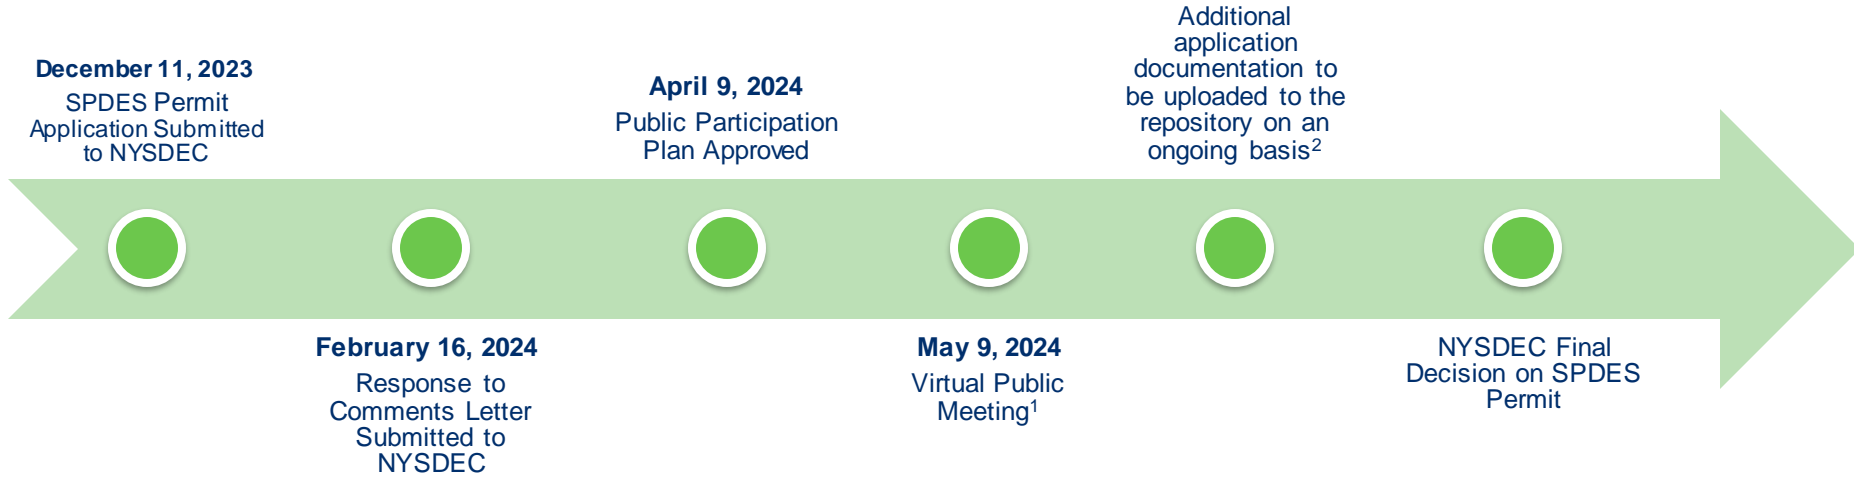 December 11, 2023
SPDES Permit
Application Submitted
to NYSDEC
February 16, 2024
Response to
Comments Letter
Submitted to
NYSDEC
April 9, 2024
Public Participation
Plan Approved
May 9, 2024
Virtual Public
Meeting¹
Additional
application
documentation to
be uploaded to the
repository on an
ongoing basis²
NYSDEC Final
Decision on SPDES
Permit